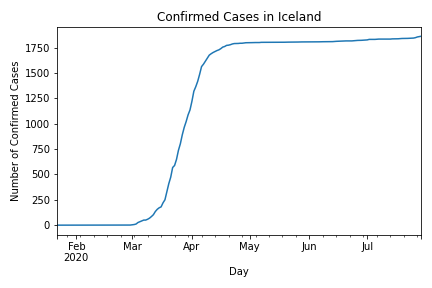 Confirmed Cases in Iceland
Number of Confirmed Cases
1750
1500
1250
1000
750
500
250
0
Feb Mar Apr May Jun Jul
2020
Day